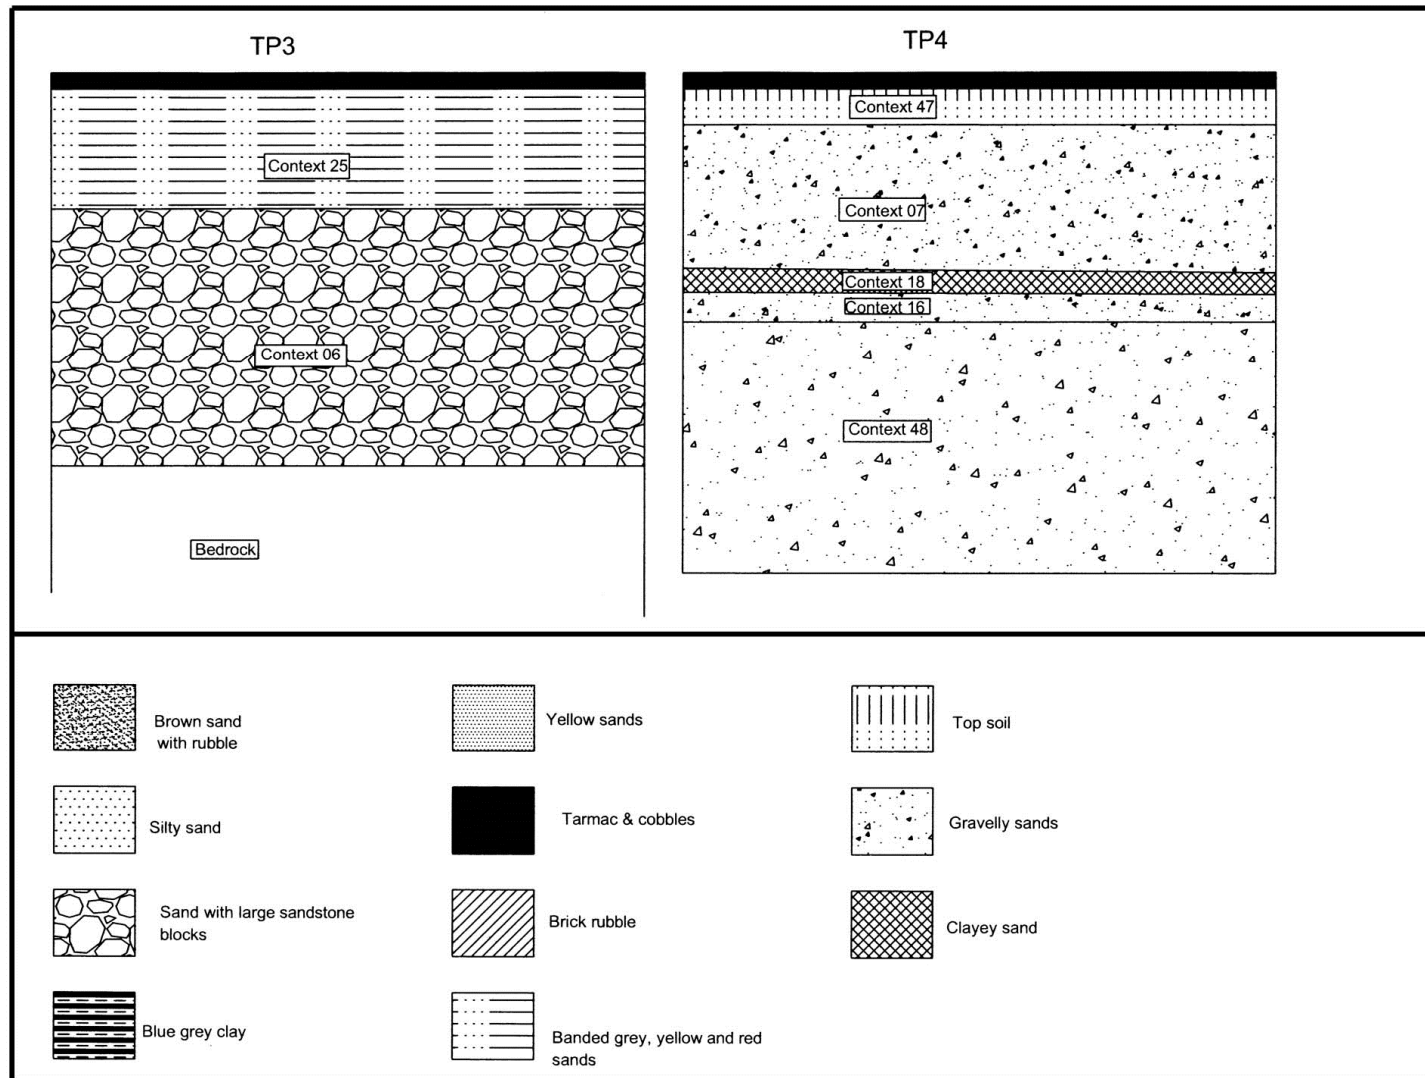 TP3
TP4
Context 47
Context 25
Context 07
Context 18
Context 16
Context 06
Context 48
Bedrock
Brown sand
with rubble
Yellow sands
Top soil
Silty sand
Tarmac & cobbles
Gravelly sands
Sand with large sandstone
blocks
Brick rubble
Clayey sand
Blue grey clay
Banded grey, yellow and red
sands